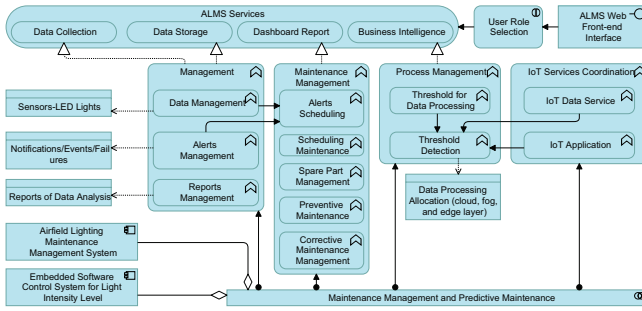 ALMS Services
Data Collection
Data Storage
Dashboard Report
Business Intelligence
User Role
Selection
ALMS Web
Front-end
Interface
Management
Maintenance
Management
Process Management
IoT Services Coordination
Sensors-LED Lights
Data Management
Alerts
Scheduling
Threshold for
Data Processing
IoT Data Service
Notifications/Events/Fail
ures
Alerts
Management
Scheduling
Maintenance
Threshold
Detection
IoT Application
Spare Part
Management
Reports of Data Analysis
Reports
Management
Preventive
Maintenance
Data Processing
Allocation (cloud, fog,
and edge layer)
Airfield Lighting
Maintenance
Management System
Corrective
Maintenance
Management
Embedded Software
Control System for Light
Intensity Level
Maintenance Management and Predictive Maintenance